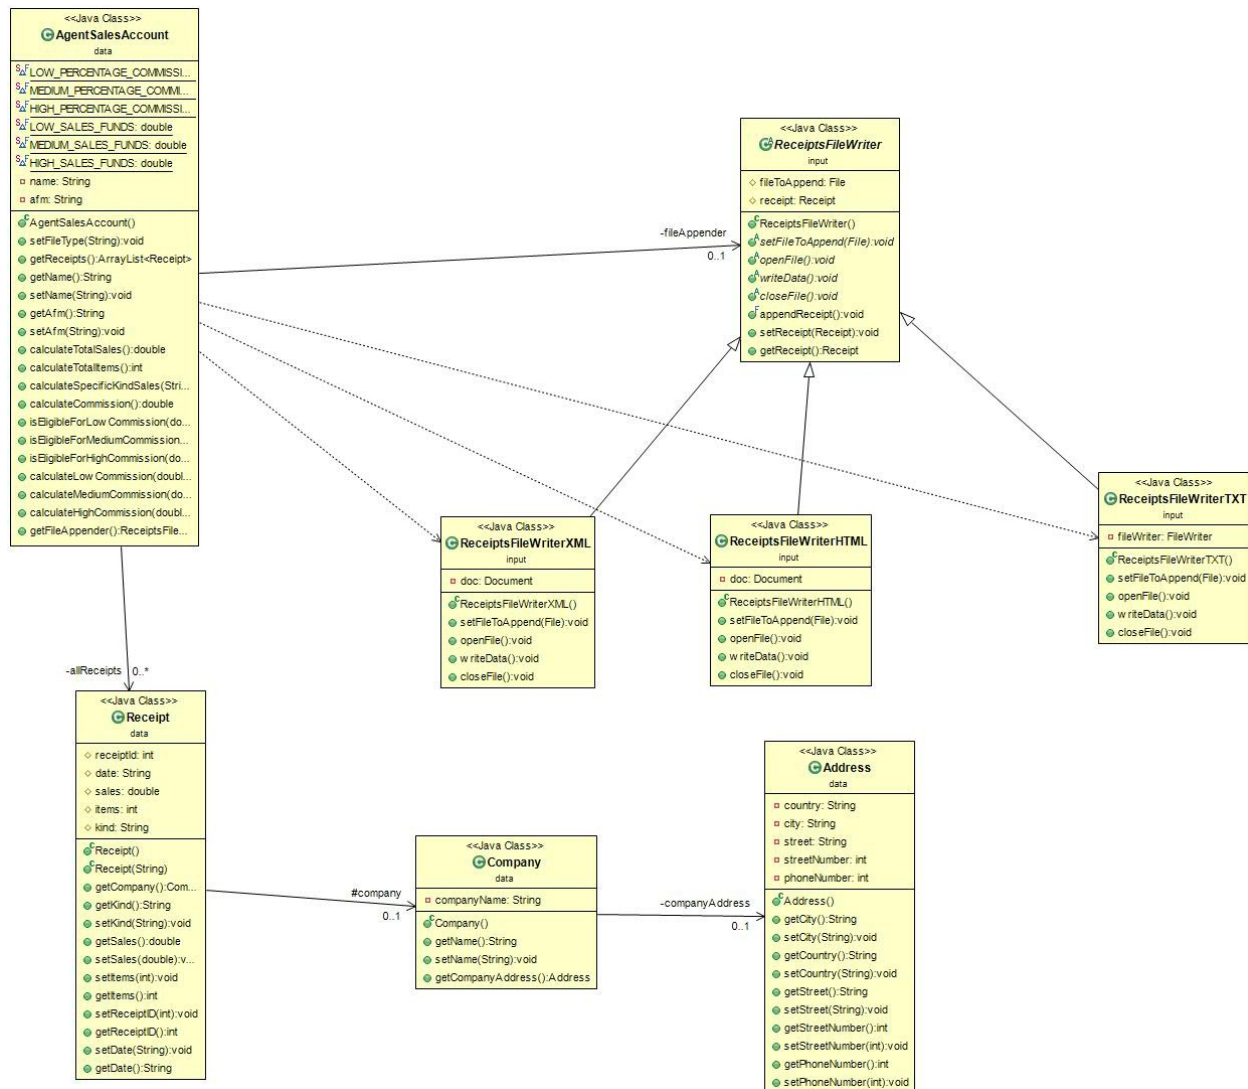 <<Java Class>>
AgentSalesAccount
data
LOW_PERCENTAGE_COMMISSI...
MEDIUM_PERCENTAGE_COMMI...
HIGH_PERCENTAGE_COMMISSI...
LOW_SALES_FUNDS: double
MEDIUM_SALES_FUNDS: double
HIGH_SALES_FUNDS: double
name: String
afm: String
AgentSalesAccount()
setFileType(String):void
getReceipts():ArrayList<Receipt>
getName():String
setName(String):void
getAfm():String
setAfm(String):void
calculateTotalSales():double
calculateTotalItems():int
calculateSpecificKindSales(Stri...
calculateCommission():double
isEligibleForLowCommission(do...
isEligibleForMediumCommission...
isEligibleForHighCommission(do...
calculateLowCommission(doubl...
calculateMediumCommission(do...
calculateHighCommission(doubl...
getFileAppender():ReceiptsFile...
-fileAppender
0..1
<<Java Class>>
ReceiptsFileWriter
input
fileToAppend: File
receipt: Receipt
ReceiptsFileWriter()
setFileToAppend(File):void
openFile():void
writeData():void
closeFile():void
appendReceipt():void
setReceipt(Receipt):void
getReceipt():Receipt
<<Java Class>>
ReceiptsFileWriterXML
input
doc: Document
ReceiptsFileWriterXML()
setFileToAppend(File):void
openFile():void
writeData():void
closeFile():void
<<Java Class>>
ReceiptsFileWriterHTML
input
doc: Document
ReceiptsFileWriterHTML()
setFileToAppend(File):void
openFile():void
writeData():void
closeFile():void
<<Java Class>>
ReceiptsFileWriterTXT
input
fileWriter: FileWriter
ReceiptsFileWriterTXT()
setFileToAppend(File):void
openFile():void
writeData():void
closeFile():void
-allReceipts
0..*
<<Java Class>>
Receipt
data
receiptId: int
date: String
sales: double
items: int
kind: String
Receipt()
Receipt(String)
getCompany():Com...
getKind():String
setKind(String):void
getSales():double
setSales(double):v...
setItems(int):void
getItems():int
setReceiptID(int):void
getReceiptID():int
setDate(String):void
getDate():String
#company
0..1
<<Java Class>>
Company
data
companyName: String
Company()
getName():String
setName(String):void
getCompanyAddress():Address
-companyAddress
0..1
<<Java Class>>
Address
data
country: String
city: String
street: String
streetNumber: int
phoneNumber: int
Address()
getCity():String
setCity(String):void
getCountry():String
setCountry(String):void
getStreet():String
setStreet(String):void
getStreetNumber():int
setStreetNumber(int):void
getPhoneNumber():int
setPhoneNumber(int):void